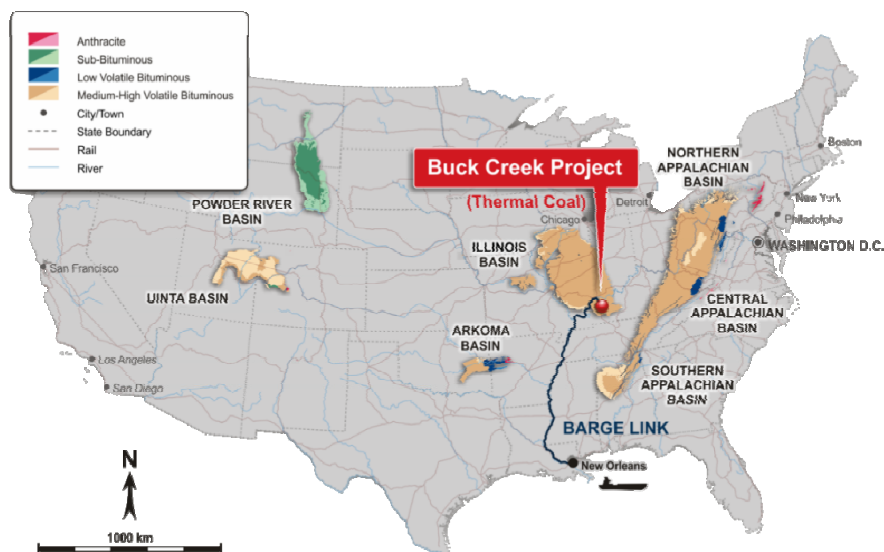 Anthracite
Sub-Bituminous
Low Volatile Bituminous
Medium-High Volatile Bituminous
City/Town
State Boundary
Rail
River
NORTHERN
APPALACHIAN
BASIN
Boston
Buck Creek Project
(Thermal Coal)
Detroit
Chicago
New York
Philadelphia
WASHINGTON D.C.
POWDER RIVER
BASIN
ILLINOIS
BASIN
San Francisco
UINTA BASIN
CENTRAL
APPALACHIAN
BASIN
ARKOMA
BASIN
Los Angeles
San Diego
SOUTHERN
APPALACHIAN
BASIN
BARGE LINK
New Orleans
N
1000 km